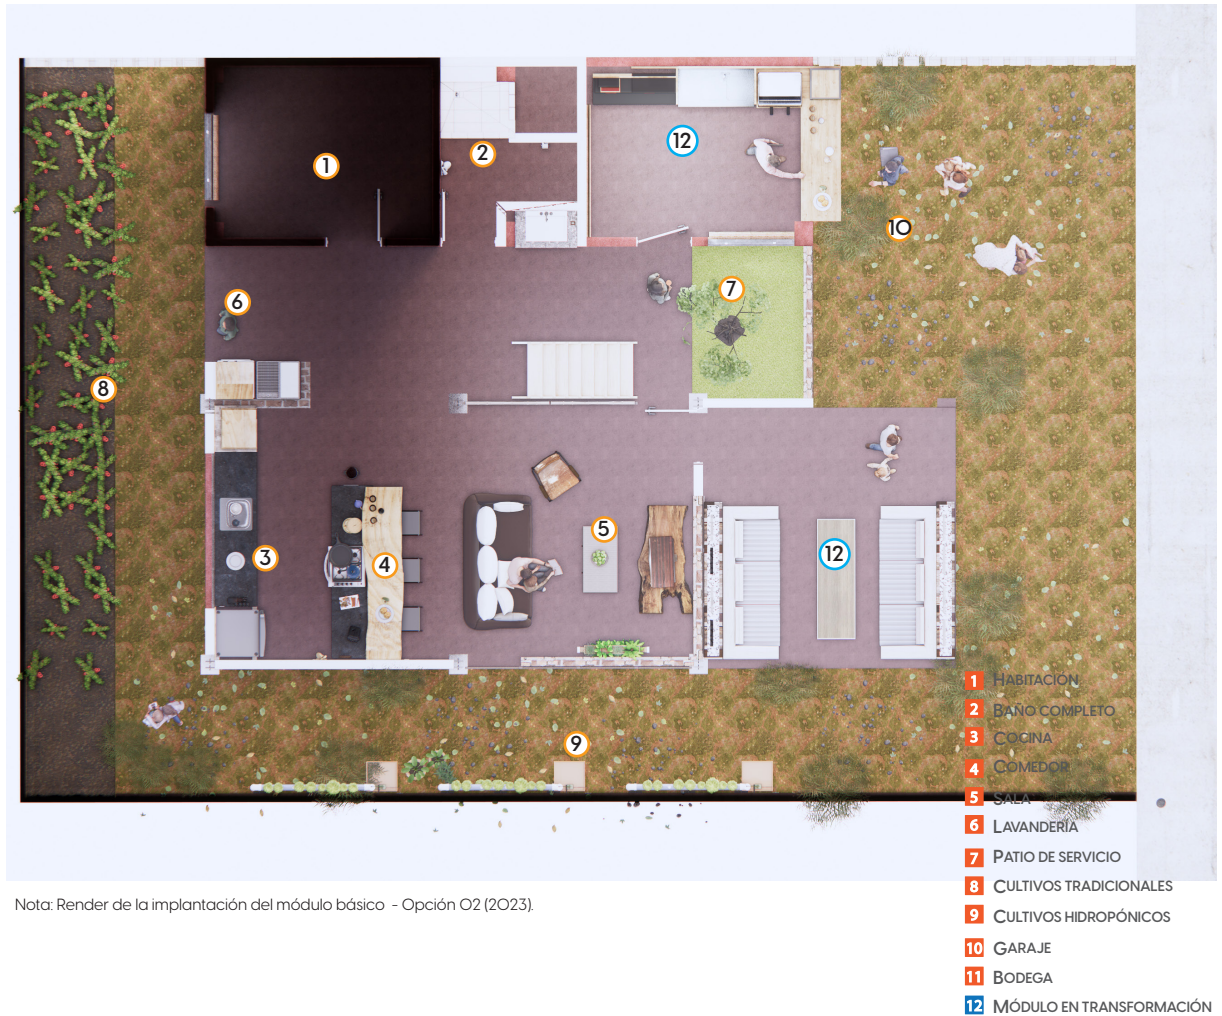 1
2
12
10
7
6
8
5
12
3
4
9
1 HABITACIÓN
2 BAÑO COMPLETO
3 COCINA
4 COMEDOR
5 SALA
6 LAVANDERÍA
7 PATIO DE SERVICIO
8 CULTIVOS TRADICIONALES
9 CULTIVOS HIDROPÓNICOS
10 GARAJE
11 BODEGA
12 MÓDULO EN TRANSFORMACIÓN
Nota: Render de la implantación del módulo básico - Opción 02 (2023).